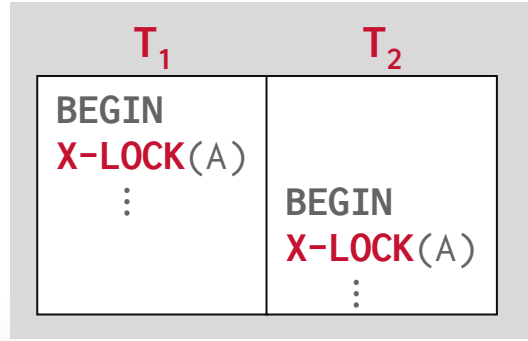 T1 T2
BEGIN
X-LOCK(A)
⋮
BEGIN
X-LOCK(A)
⋮